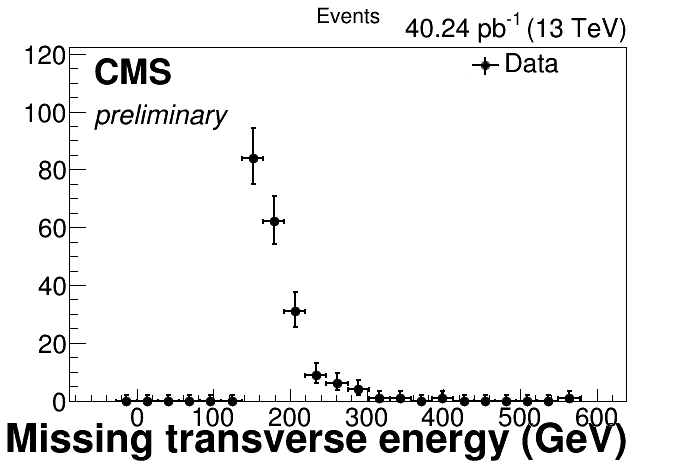 Events
40.24 pb-1 (13 TeV)
CMS
preliminary
Data
120
100
80
60
40
20
0
0 100 200 300 400 500 600
Missing transverse energy (GeV)